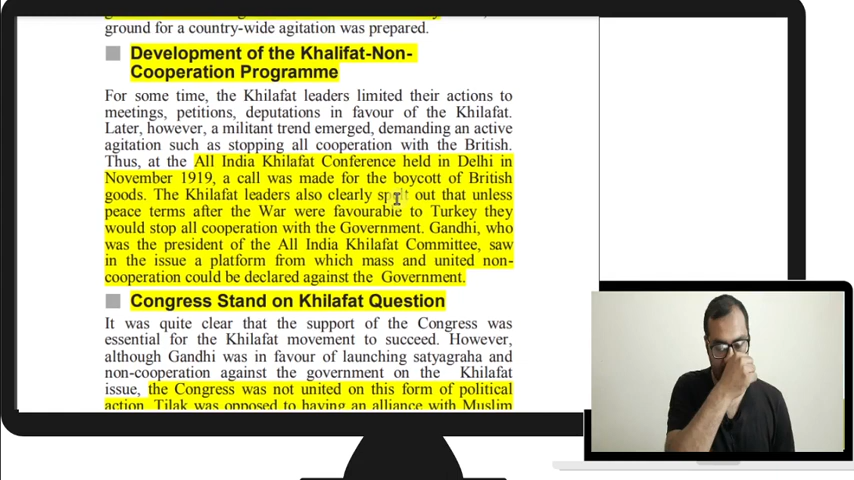 ground for a country-wide agitation was prepared.
Development of the Khalifat-Non-
Cooperation Programme
For some time, the Khilafat leaders limited their actions to
meetings, petitions, deputations in favour of the Khilafat.
Later, however, a militant trend emerged, demanding an active
agitation such as stopping all cooperation with the British.
Thus, at the All India Khilafat Conference held in Delhi in
November 1919, a call was made for the boycott of British
goods. The Khilafat leaders also clearly spelt out that unless
peace terms after the War were favourable to Turkey they
would stop all cooperation with the Government. Gandhi, who
was the president of the All India Khilafat Committee, saw
in the issue a platform from which mass and united non-
cooperation could be declared against the Government.
Congress Stand on Khilafat Question
It was quite clear that the support of the Congress was
essential for the Khilafat movement to succeed. However,
although Gandhi was in favour of launching satyagraha and
non-cooperation against the government on the Khilafat
issue, the Congress was not united on this form of political
action. Tilak was opposed to having an alliance with Muslim